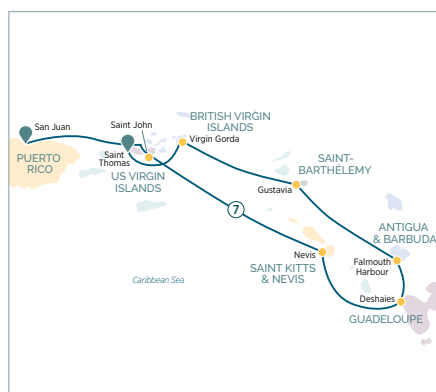 San Juan
PUERTO
RICO
Saint John
Saint
Thomas
US VIRGIN
ISLANDS
BRITISH VIRGIN
ISLANDS
Virgin Gorda
SAINT-
BARTHÉLEMY
Gustavia
7
ANTIGUA
& BARBUDA
Falmouth
Harbour
Nevis
SAINT KITTS
& NEVIS
Caribbean Sea
Deshaies
GUADELOUPE